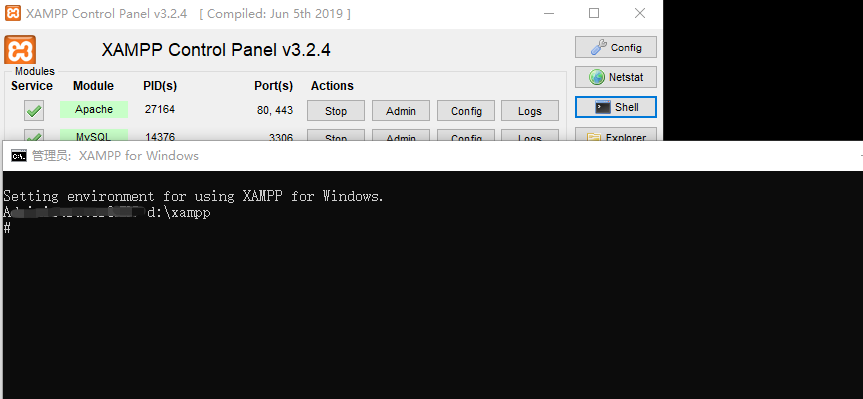 XAMPP Control Panel v3.2.4 [ Compiled: Jun 5th 2019 ]
XAMPP Control Panel v3.2.4
Config
Modules
Netstat
Service Module PID(s) Port(s) Actions
Apache 27164 80, 443 Stop Admin Config Logs
Shell
MySQL 14376 3306 Stop Admin Config Logs
Explorer
管理员: XAMPP for Windows
Setting environment for using XAMPP for Windows.
d:\xampp
#